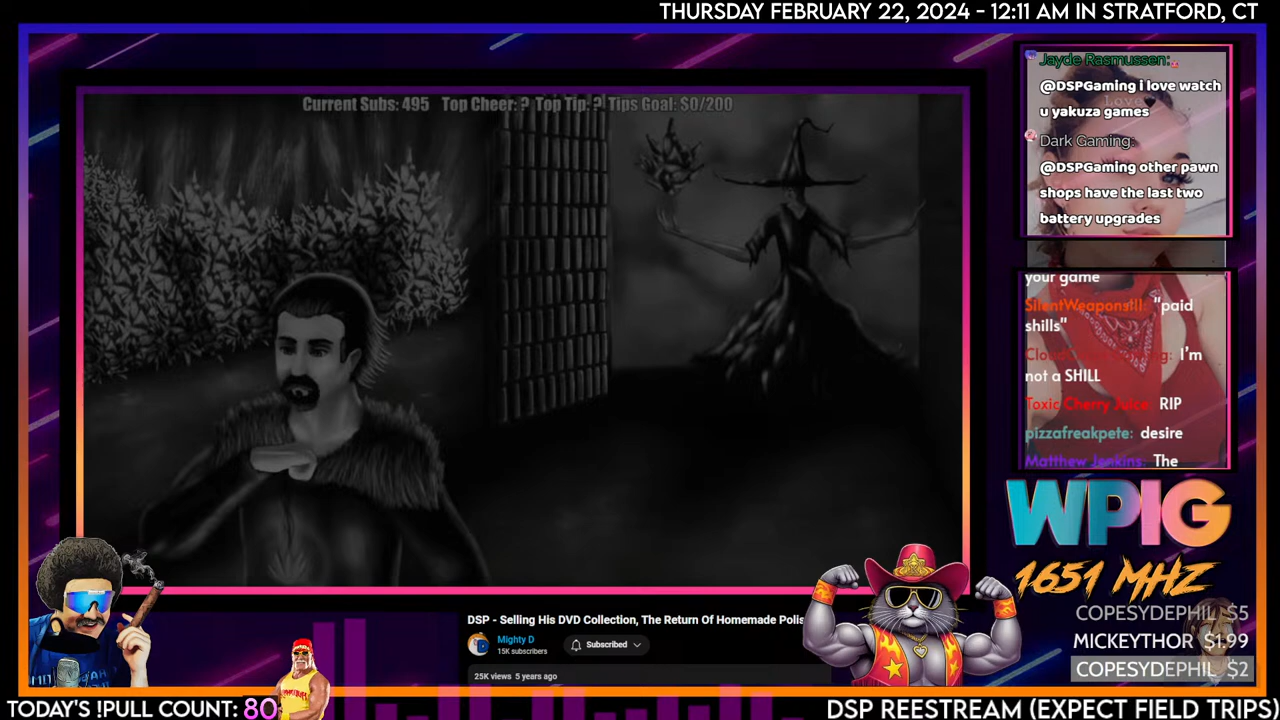 THURSDAY FEBRUARY 22, 2024 - 12:11 AM IN STRATFORD, CT
Current Subs: 495 Top Cheer: ? Top Tip: ? Tips Goal: $0/200
Jayde Rasmussen:
@DSPGaming i love watch
u yakuza games
Dark Gaming:
@DSPGaming other pawn
shops have the last two
battery upgrades
your game
SilentWeaponsIII: "paid
shills"
I'm
not a SHILL
Toxic Cherry Juice: RIP
pizzafreakpete: desire
Matthew Jenkins: The
WPIG
1651 MHZ
COPESYDEPHIL $5
MICKEYTHOR $1.99
COPESYDEPHIL $2
DSP - Selling His DVD Collection, The Return Of Homemade Polis
Mighty D
15K subscribers
Subscribed
25K views 5 years ago
TODAY'S !PULL COUNT: 80
DSP REESTREAM (EXPECT FIELD TRIPS)